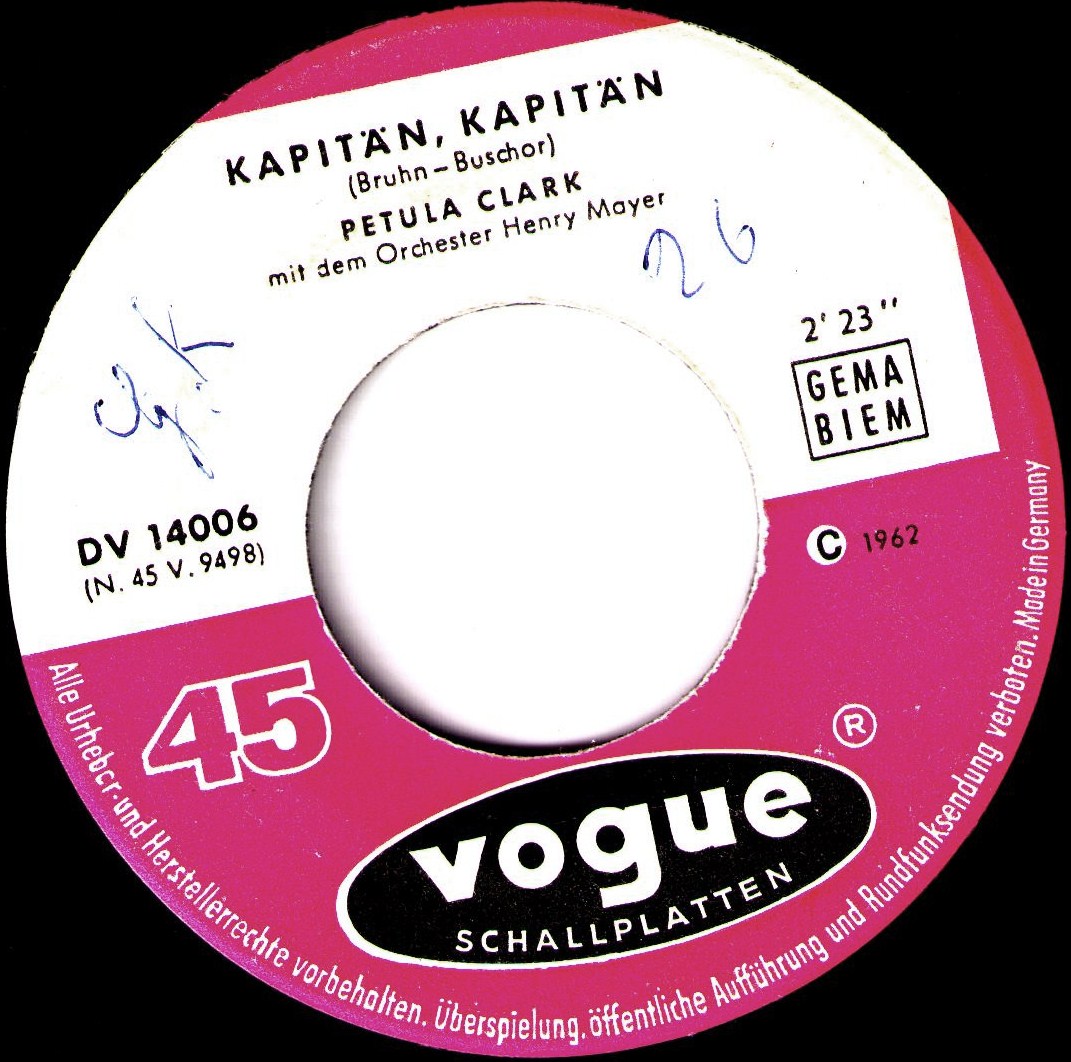 KAPITÄN, KAPITÄN
(Bruhn – Buschor)
PETULA CLARK
mit dem Orchester Henry Mayer
26
2' 23''
GEMA
BIEM
DV 14006
(N. 45 V. 9498)
C 1962
45
®
vogue
SCHALLPLATTEN
Alle Urheber-und Herstellerrechte vorbehalten. Überspielung, öffentliche Aufführung und Rundfunksendung verboten. Made in Germany